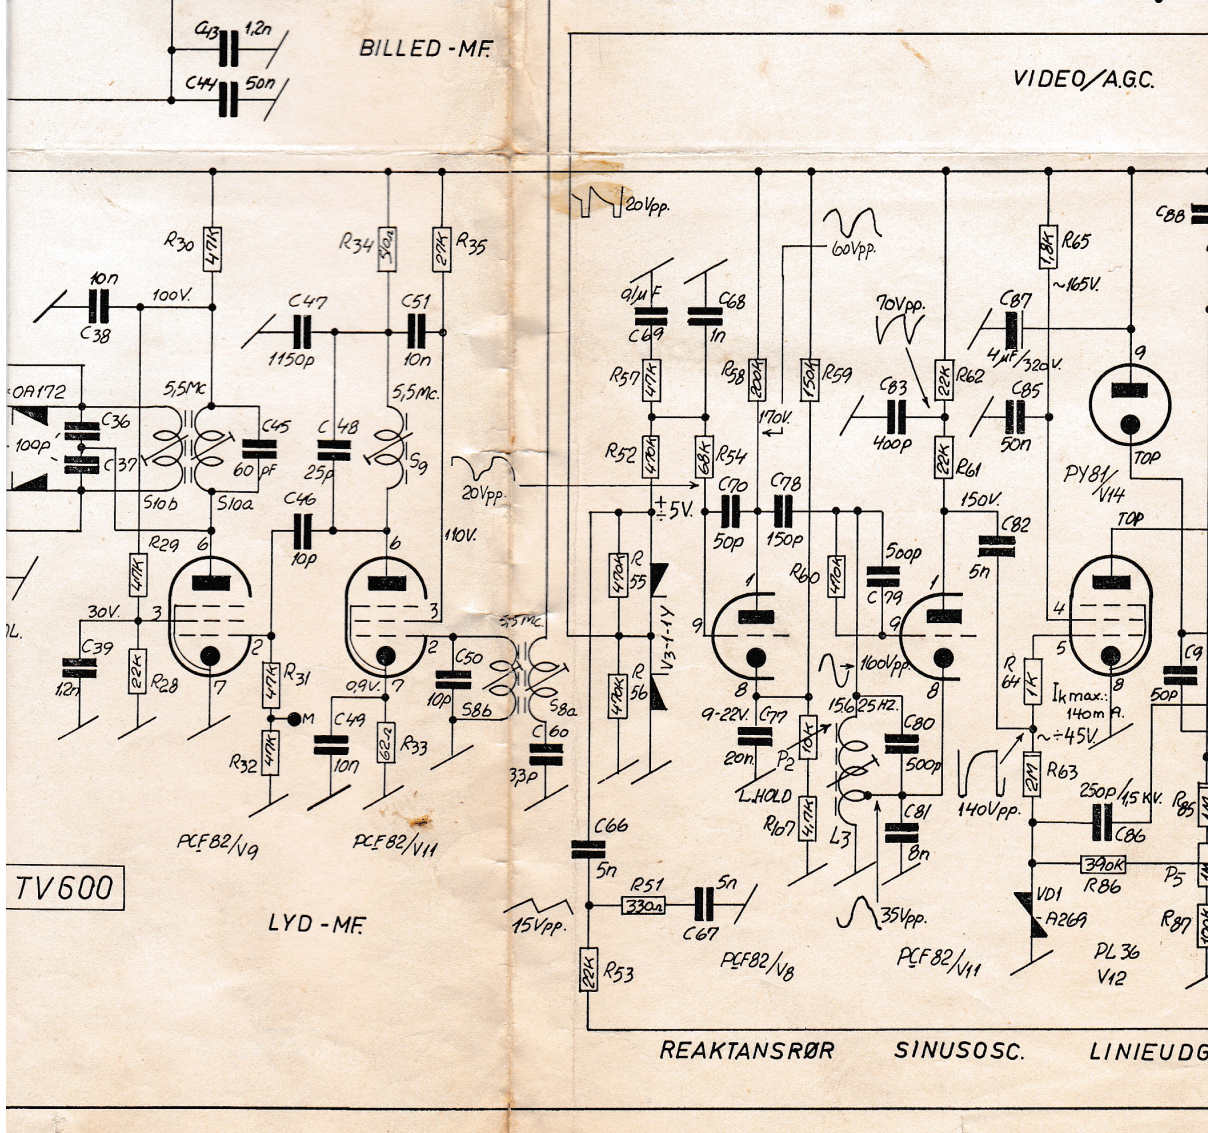 C43 1,2n
C44 50n
BILLED-MF.
VIDEO/A.G.C.
R30
47K
R34
510Ω
R35
27K
20Vpp.
60Vpp.
R65
1,8K
~165V.
C88
10n
C38
100V.
C47
1150p
C51
10n
0,1µF
C69
C68
1n
70Vpp.
C87
4µF/320V.
9
OA172
C36
100p
C37
5,5Mc
S10b
S10a
C45
60pF
C48
25p
5,5Mc.
S9
R57
47K
R58
200K
R59
150K
170V.
C83
400p
R62
22K
C85
50n
TOP
PY81/V14
R52
470K
R54
68K
20Vpp.
R61
22K
150V.
TOP
C46
10p
110V.
÷5V.
C70
50p
C78
150p
C82
5n
R29
47K
6
6
R55
470K
R60
470K
500p
C79
30V.
3
2
7
3
2
7
V3-1-1Y
1
9
8
1
9
8
4
5
8
C39
1,2n
R28
22K
R31
47K
M
R32
47K
0,9V.
C49
10n
R33
62Ω
C50
10p
5,5Mc.
S8b
S8a
C60
33p
R56
470K
160Vpp.
15625HZ.
9-22V.
C77
20n
P2
10K
L.HOLD
R67
4,7K
L3
C80
500p
C81
8n
35Vpp.
R64
1K
Ikmax.:
140mA.
~÷45V.
140Vpp.
R63
2M
250p/1,5KV.
C86
C9
50p
R85
1M
PCF82/V9
PCF82/V11
C66
5n
R51
330Ω
5n
C67
15Vpp.
R53
22K
PCF82/V8
PCF82/V11
390K
R86
VD1
-A269
P5
R87
100K
PL36
V12
TV600
LYD-MF.
REAKTANSRØR
SINUSOSC.
LINIEUDG